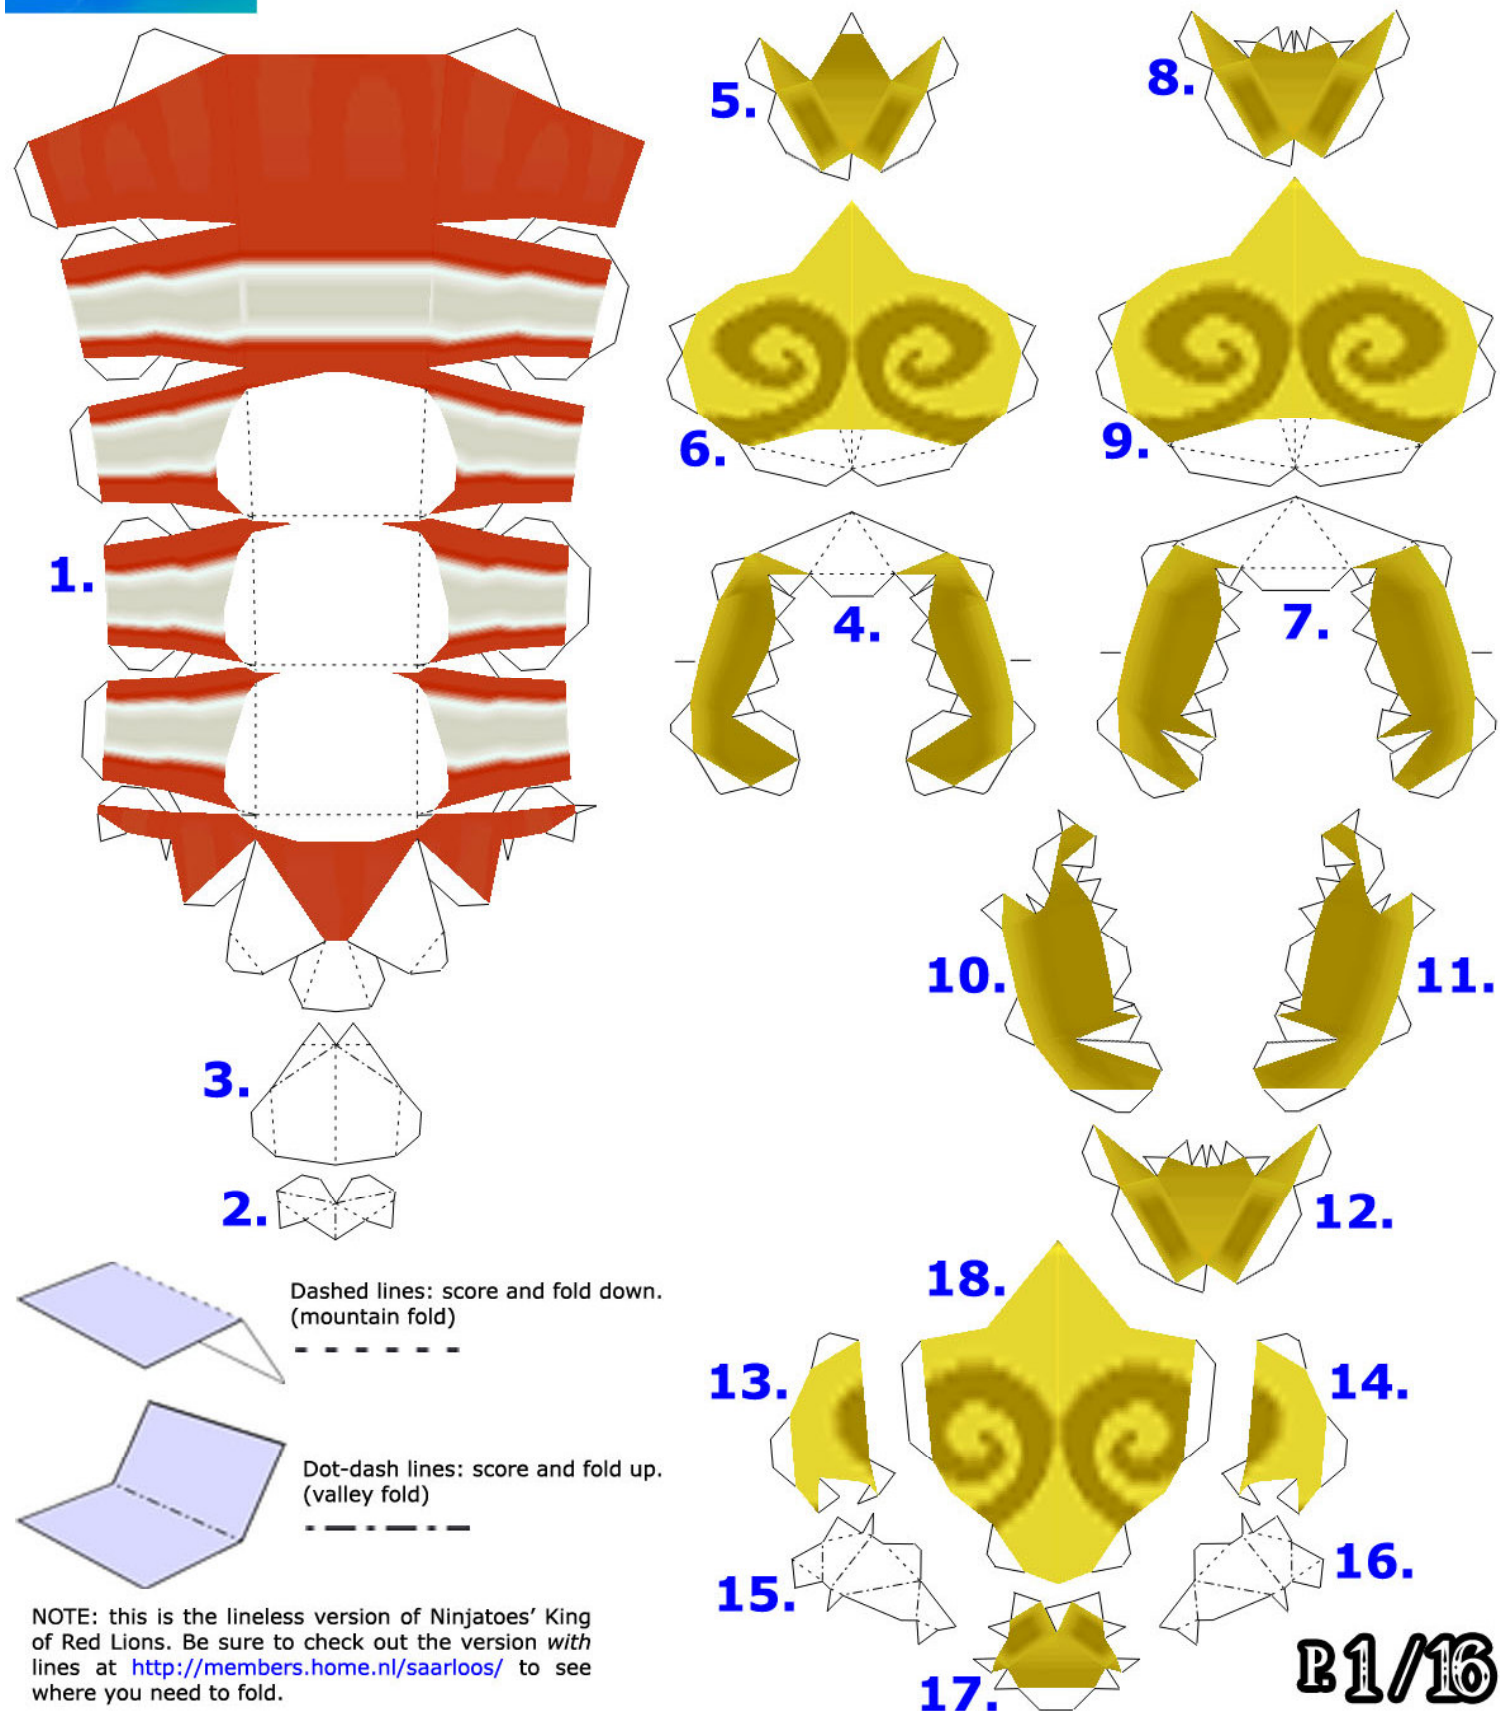 5.
8.
6.
9.
1.
4.
7.
10.
11.
3.
2.
12.
18.
13.
14.
15.
16.
17.
Dashed lines: score and fold down.
(mountain fold)
Dot-dash lines: score and fold up.
(valley fold)
NOTE: this is the lineless version of Ninjatoes’ King
of Red Lions. Be sure to check out the version with
lines at http://members.home.nl/saarloos/ to see
where you need to fold.
P.1/16